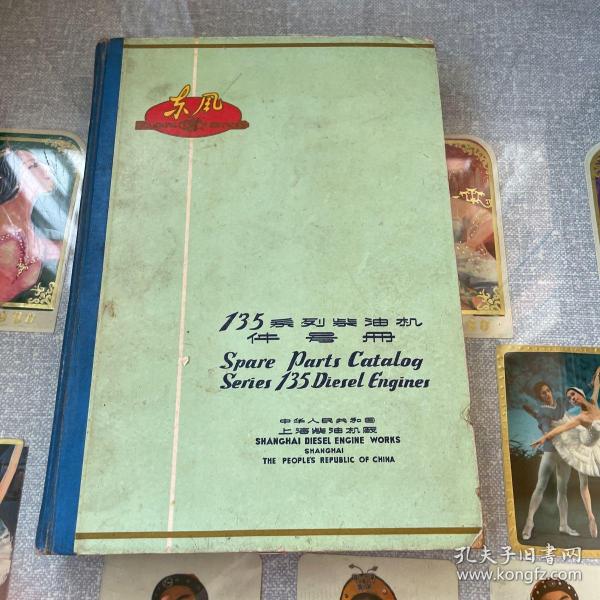 东风
135系列柴油机
件号册
Spare Parts Catalog
Series 135 Diesel Engines
中华人民共和国
上海柴油机厰
SHANGHAI DIESEL ENGINE WORKS
SHANGHAI
THE PEOPLE'S REPUBLIC OF CHINA
孔夫子旧书网
www.kongfz.com